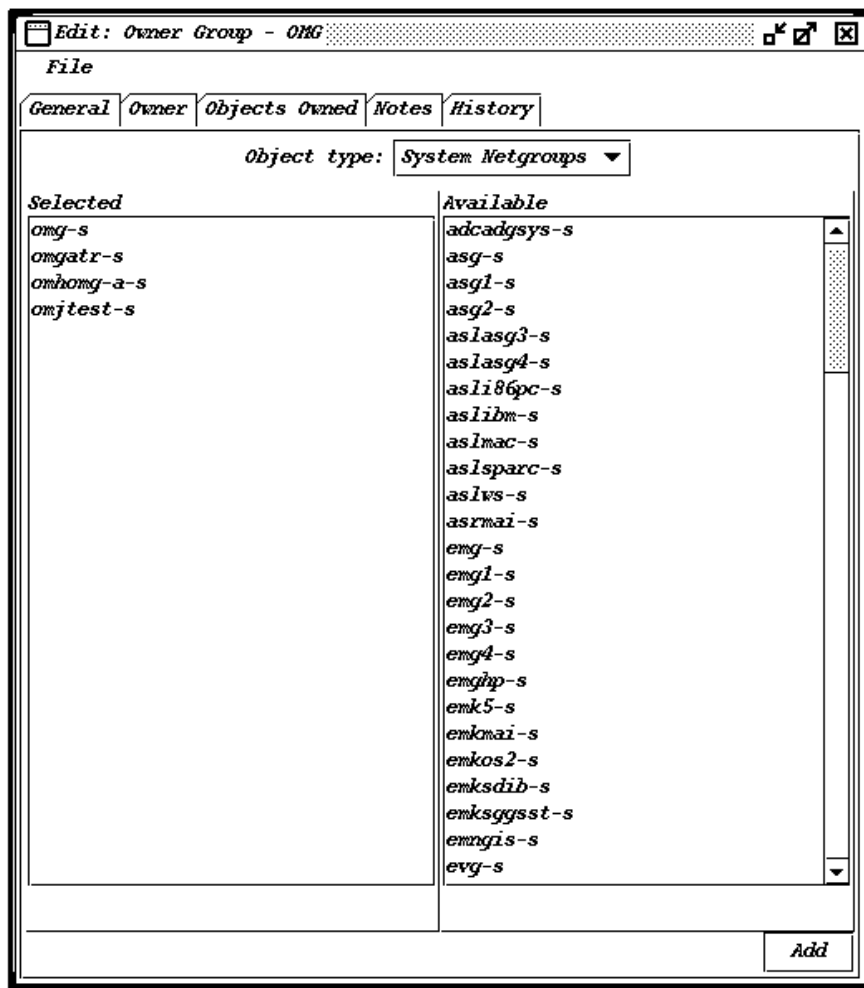 Edit: Owner Group - OMG
File
General Owner Objects Owned Notes History
Object type: System Netgroups
Selected
omg-s
omgatr-s
omhomg-a-s
omjtest-s
Available
adcadgsys-s
asg-s
asg1-s
asg2-s
aslasg3-s
aslasg4-s
asli86pc-s
aslibm-s
aslmac-s
aslsparc-s
aslws-s
asrmai-s
emg-s
emg1-s
emg2-s
emg3-s
emg4-s
emghp-s
emk5-s
emkmai-s
emkos2-s
emksdib-s
emksggsst-s
emngis-s
evg-s
Add